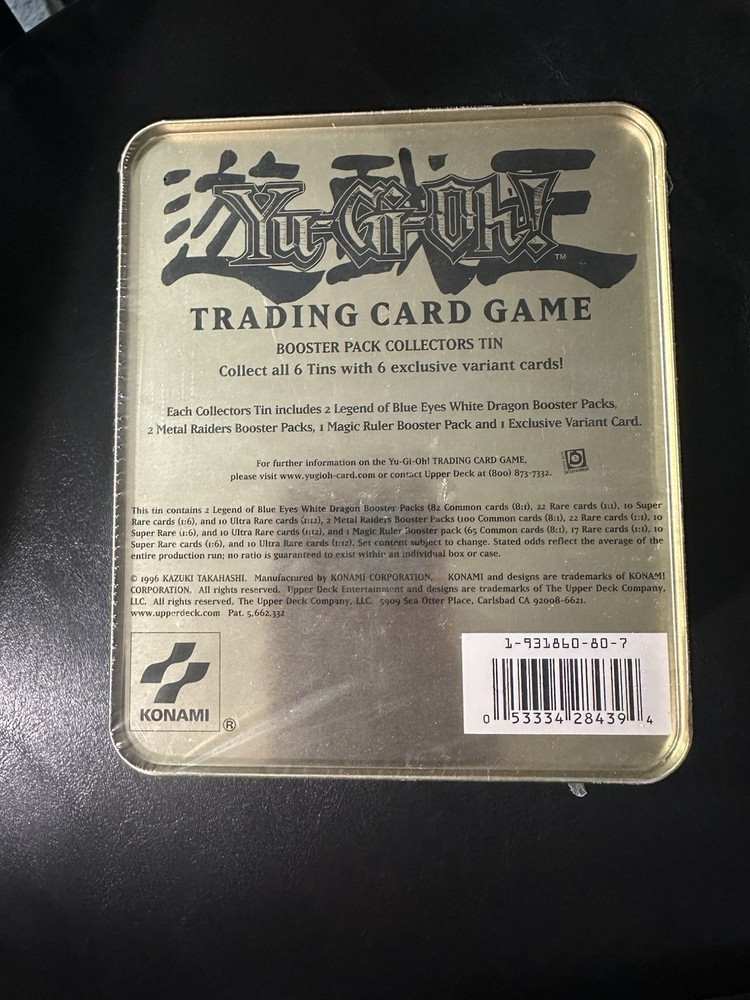 遊戯王
Yu-Gi-Oh!
TM
TRADING CARD GAME
BOOSTER PACK COLLECTORS TIN
Collect all 6 Tins with 6 exclusive variant cards!
Each Collectors Tin includes 2 Legend of Blue Eyes White Dragon Booster Packs,
2 Metal Raiders Booster Packs, 1 Magic Ruler Booster Pack and 1 Exclusive Variant Card.
For further information on the Yu-Gi-Oh! TRADING CARD GAME,
please visit www.yugioh-card.com or contact Upper Deck at (800) 873-7332.
This tin contains 2 Legend of Blue Eyes White Dragon Booster Packs (82 Common cards (8:1), 22 Rare cards (1:1), 10 Super
Rare cards (1:6), and 10 Ultra Rare cards (1:12), 2 Metal Raiders Booster Packs (100 Common cards (8:1), 22 Rare cards (1:1), 10
Super Rare (1:6), and 10 Ultra Rare cards (1:12), and 1 Magic Ruler Booster pack (65 Common cards (8:1), 17 Rare cards (1:1), 10
Super Rare cards (1:6), and 10 Ultra Rare cards (1:12). Set content subject to change. Stated odds reflect the average of the
entire production run; no ratio is guaranteed to exist within an individual box or case.
© 1996 KAZUKI TAKAHASHI. Manufaccured by KONAMI CORPORATION. KONAMI and designs are trademarks of KONAMI
CORPORATION. All rights reserved. Upper Deck Entertainment and designs are trademarks of The Upper Deck Company,
LLC. All rights reserved. The Upper Deck Company, LLC. 5909 Sea Otter Place, Carlsbad CA 92008-6621.
www.upperdeck.com Pat. 5,662,332
KONAMI ®
1-931860-80-7
0 53334 28439 4